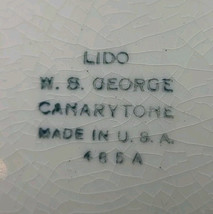 LIDO
W. S. GEORGE
CANARYTONE
MADE IN U. S. A.
465A